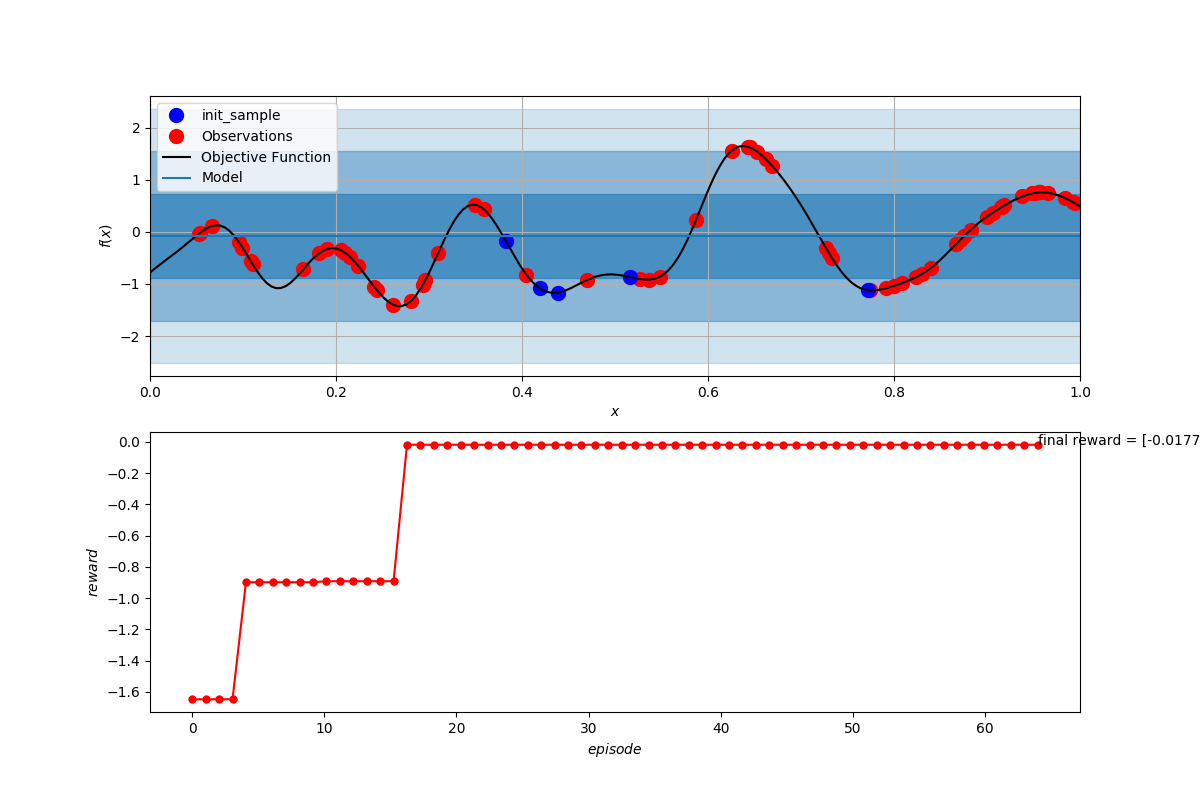 2
1
0
−1
−2
f(x)
init_sample
Observations
Objective Function
Model
0.0 0.2 0.4 0.6 0.8 1.0
x
0.0
−0.2
−0.4
−0.6
−0.8
−1.0
−1.2
−1.4
−1.6
reward
final reward = [-0.0177
0 10 20 30 40 50 60
episode